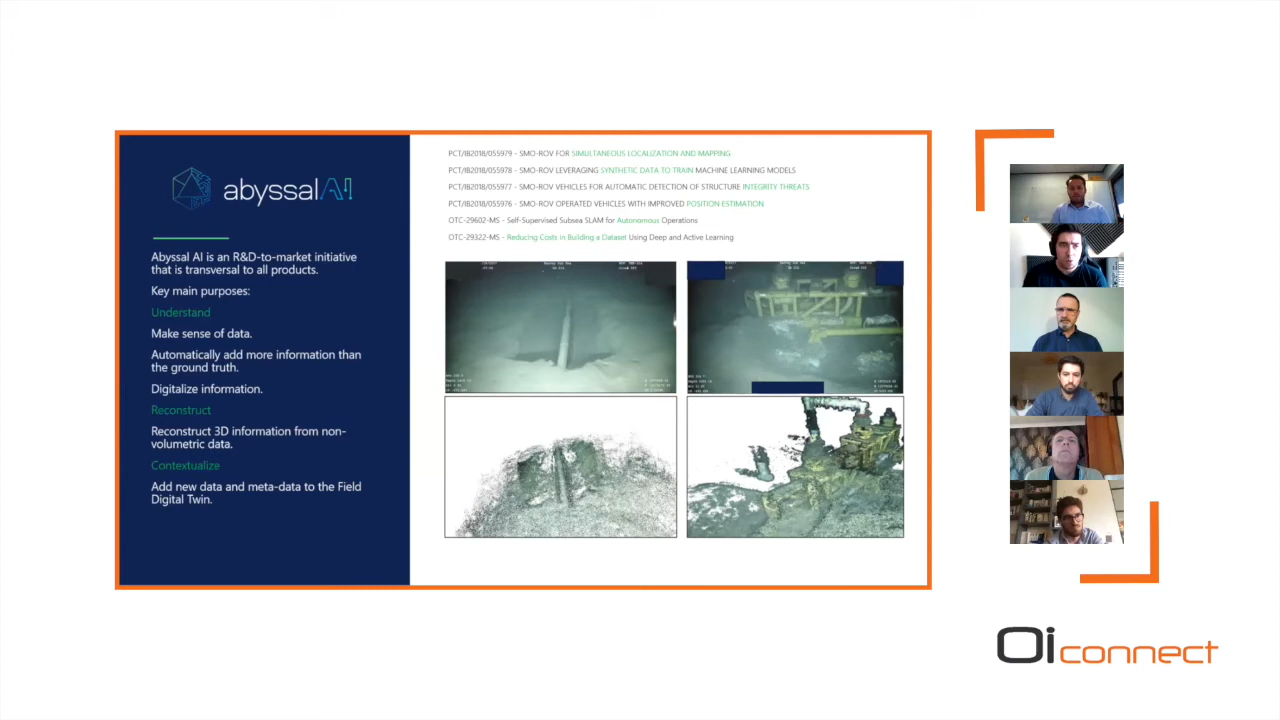 abyssal AI
Abyssal AI is an R&D-to-market initiative
that is transversal to all products.
Key main purposes:
Understand
Make sense of data.
Automatically add more information than
the ground truth.
Digitalize information.
Reconstruct
Reconstruct 3D information from non-
volumetric data.
Contextualize
Add new data and meta-data to the Field
Digital Twin.
PCT/IB2018/055979 - SMO-ROV FOR SIMULTANEOUS LOCALIZATION AND MAPPING
PCT/IB2018/055978 - SMO-ROV LEVERAGING SYNTHETIC DATA TO TRAIN MACHINE LEARNING MODELS
PCT/IB2018/055977 - SMO-ROV VEHICLES FOR AUTOMATIC DETECTION OF STRUCTURE INTEGRITY THREATS
PCT/IB2018/055976 - SMO-ROV OPERATED VEHICLES WITH IMPROVED POSITION ESTIMATION
OTC-29602-MS - Self-Supervised Subsea SLAM for Autonomous Operations
OTC-29322-MS - Reducing Costs in Building a Dataset Using Deep and Active Learning
Oi connect